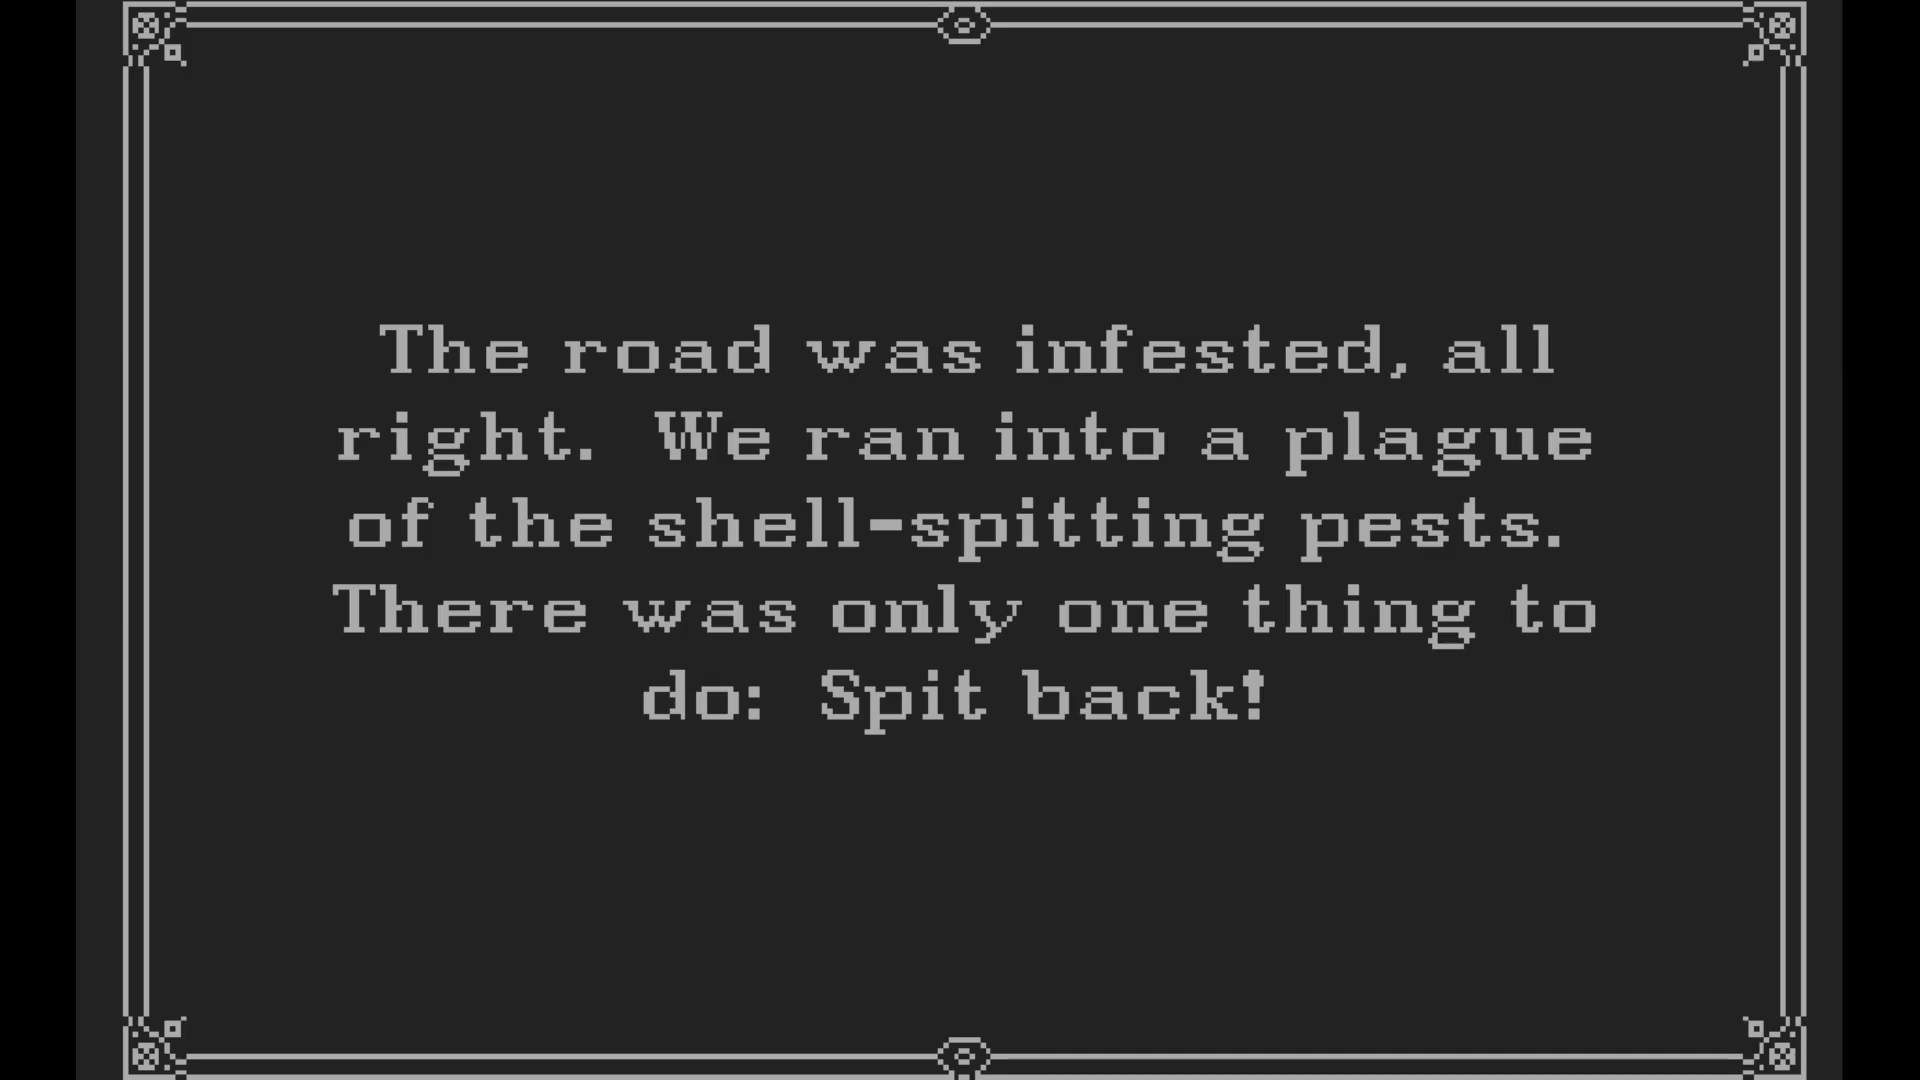 The road was infested, all
right.  We ran into a plague
of the shell-spitting pests.
There was only one thing to
do:  Spit back!